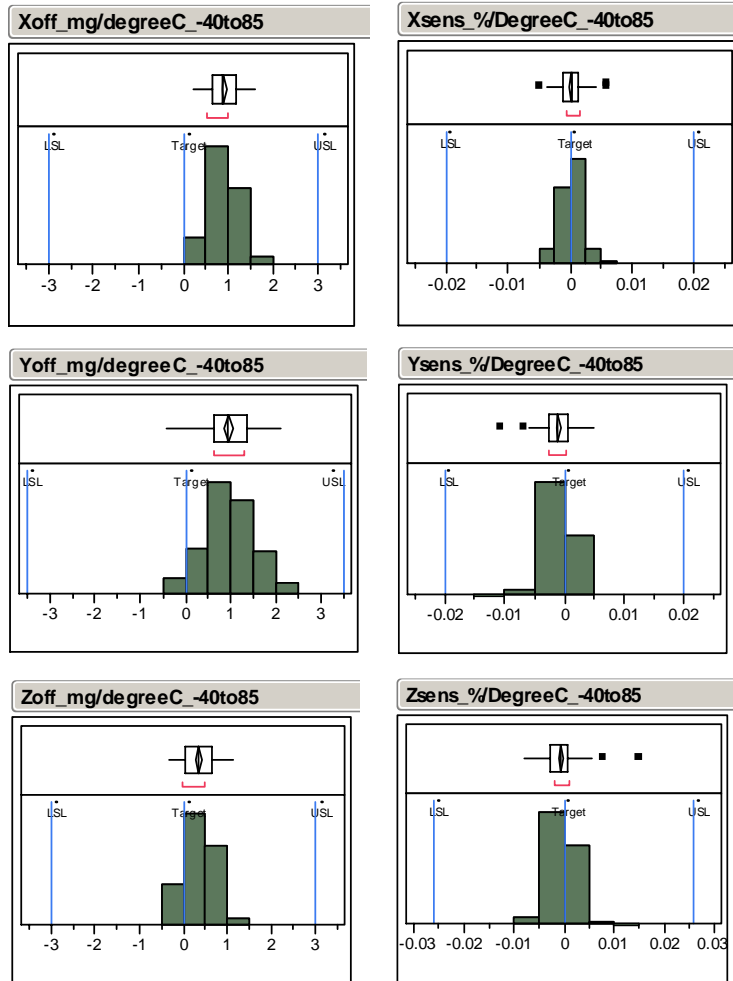 Xoff_mg/degreeC_-40to85
LSL Target USL
-3 -2 -1 0 1 2 3
Xsens_%/DegreeC_-40to85
LSL Target USL
-0.02 -0.01 0 0.01 0.02
Yoff_mg/degreeC_-40to85
LSL Target USL
-3 -2 -1 0 1 2 3
Ysens_%/DegreeC_-40to85
LSL Target USL
-0.02 -0.01 0 0.01 0.02
Zoff_mg/degreeC_-40to85
LSL Target USL
-3 -2 -1 0 1 2 3
Zsens_%/DegreeC_-40to85
LSL Target USL
-0.03 -0.02 -0.01 0 0.01 0.02 0.03